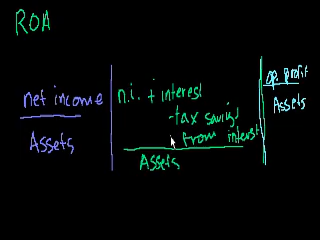 ROA
net income
Assets
n.i. + interest
-tax savings
from interest
Assets
op. profit
Assets